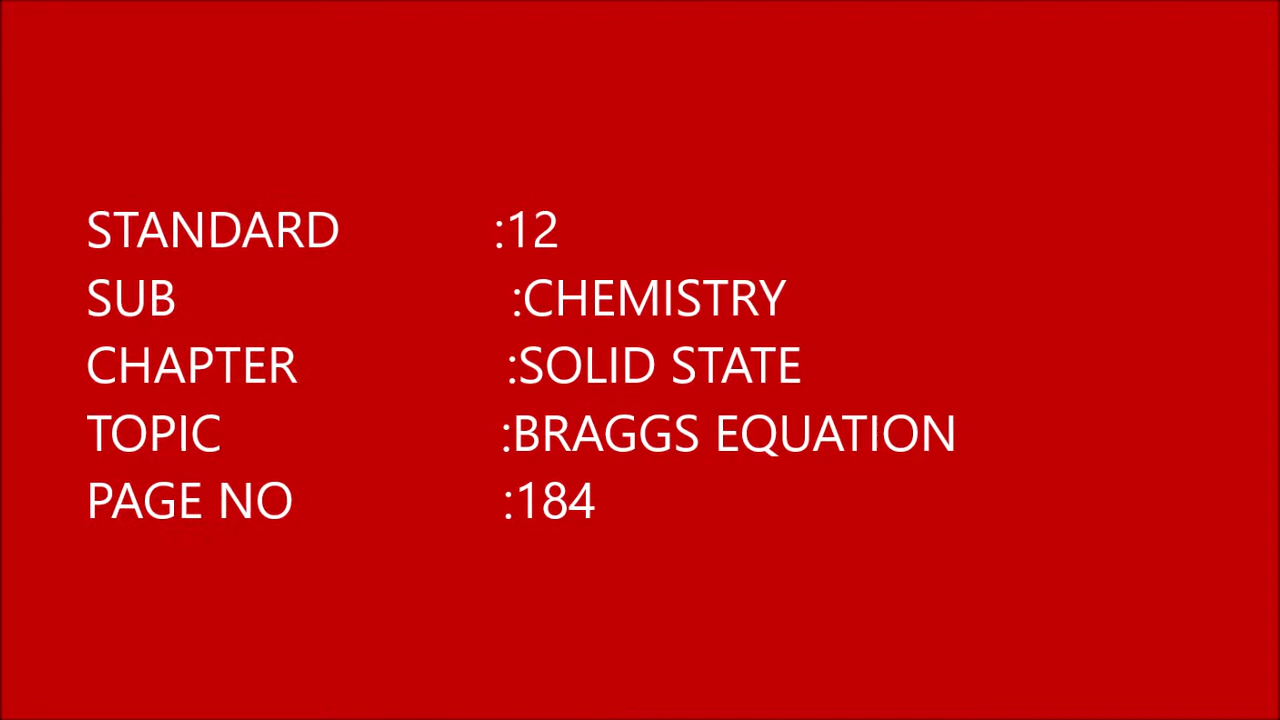 STANDARD :12
SUB :CHEMISTRY
CHAPTER :SOLID STATE
TOPIC :BRAGGS EQUATION
PAGE NO :184